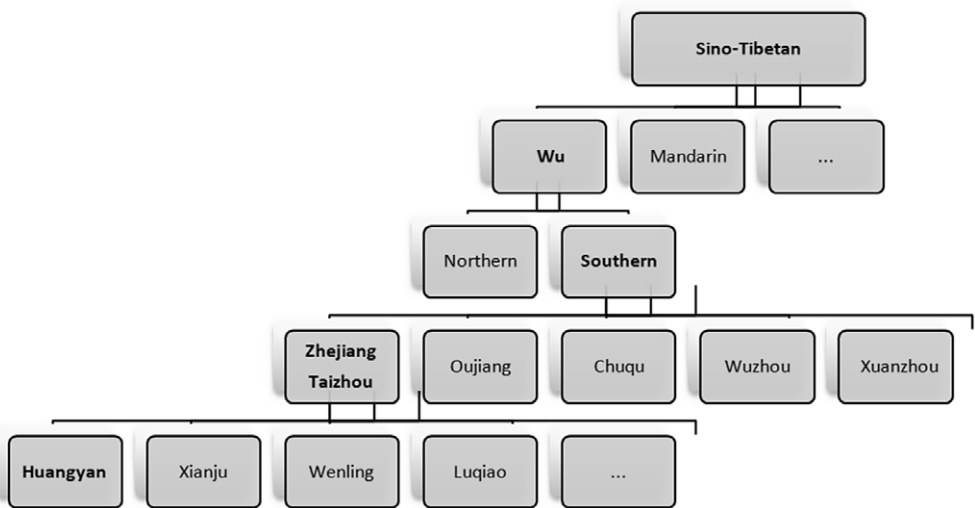 Sino-Tibetan
Wu
Mandarin
...
Northern
Southern
Zhejiang
Taizhou
Oujiang
Chuqu
Wuzhou
Xuanzhou
Huangyan
Xianju
Wenling
Luqiao
...